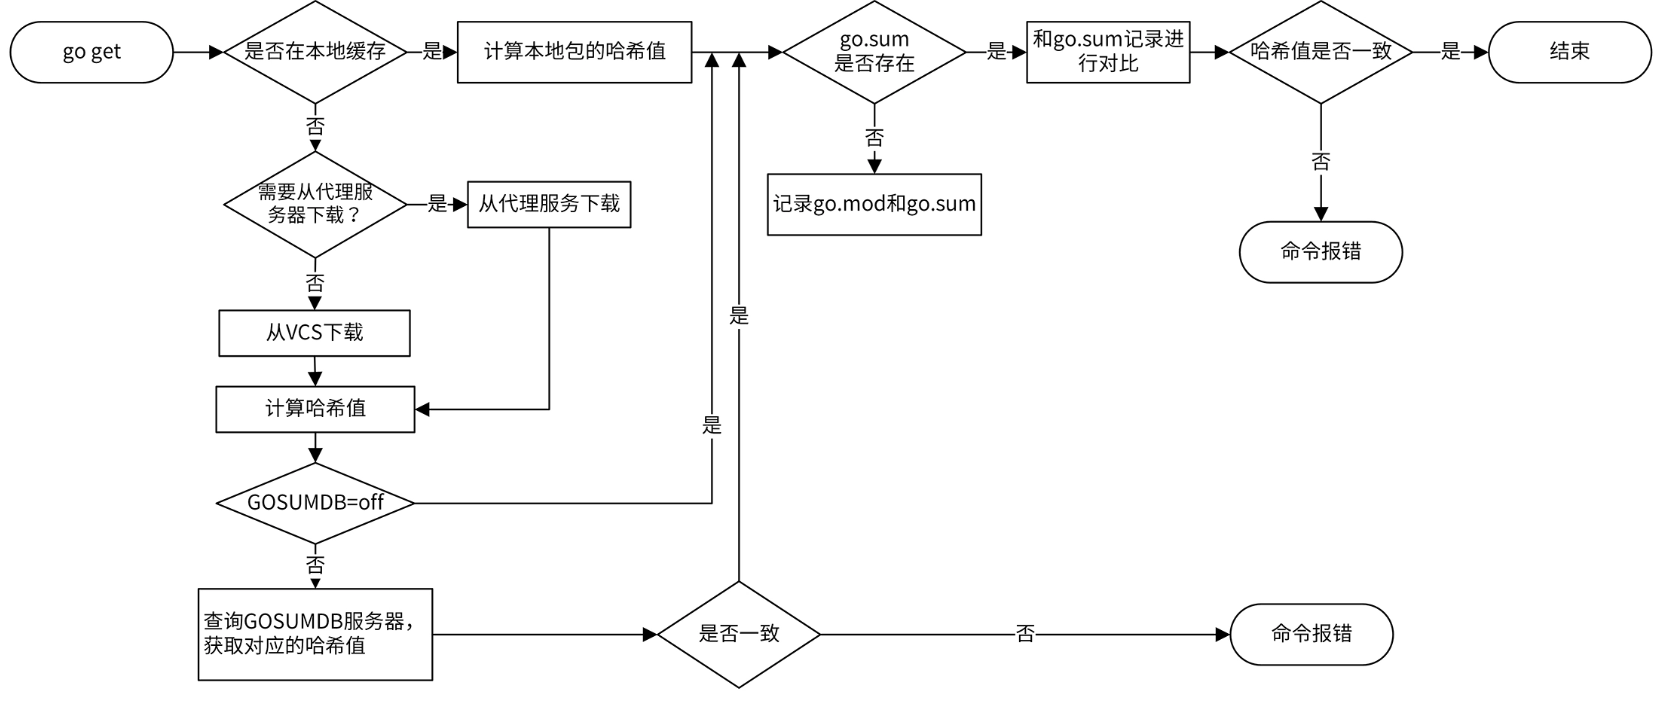 go get
是否在本地缓存
是
计算本地包的哈希值
go.sum
是否存在
是
和go.sum记录进
行对比
哈希值是否一致
是
结束
否
否
记录go.mod和go.sum
否
命令报错
需要从代理服
务器下载？
是
从代理服务下载
否
从VCS下载
是
计算哈希值
是
GOSUMDB=off
否
查询GOSUMDB服务器，
获取对应的哈希值
是否一致
否
命令报错